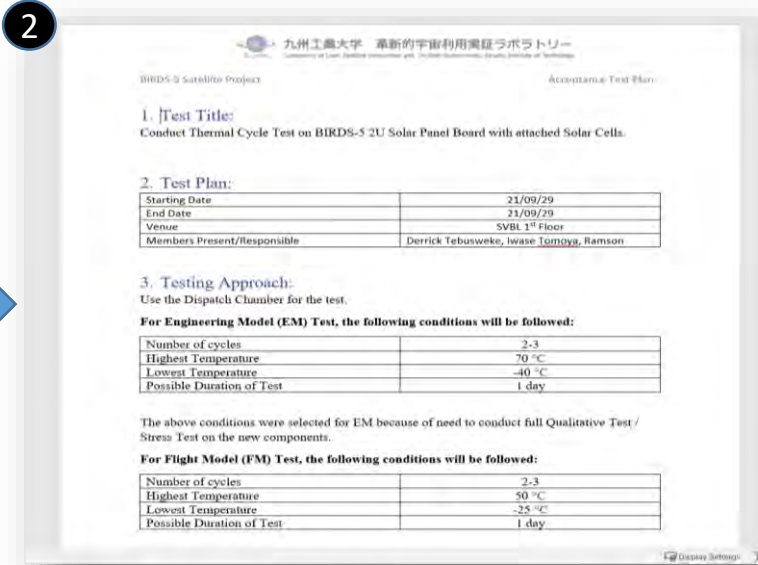 2
九州工業大学 革新的宇宙利用実証ラボラトリー
BIRDS-5 Satellite Project Acceptance Test Plan
1. Test Title:
Conduct Thermal Cycle Test on BIRDS-5 2U Solar Panel Board with attached Solar Cells.
2. Test Plan:
Starting Date 21/09/29
End Date 21/09/29
Venue SVBL 1st Floor
Members Present/Responsible Derrick Tebusweke, Iwase Tomoya, Ramson
3. Testing Approach:
Use the Dispatch Chamber for the test.
For Engineering Model (EM) Test, the following conditions will be followed:
Number of cycles 2-3
Highest Temperature 70 °C
Lowest Temperature -40 °C
Possible Duration of Test 1 day
The above conditions were selected for EM because of need to conduct full Qualitative Test /
Stress Test on the new components.
For Flight Model (FM) Test, the following conditions will be followed:
Number of cycles 2-3
Highest Temperature 50 °C
Lowest Temperature -25 °C
Possible Duration of Test 1 day
Display Settings